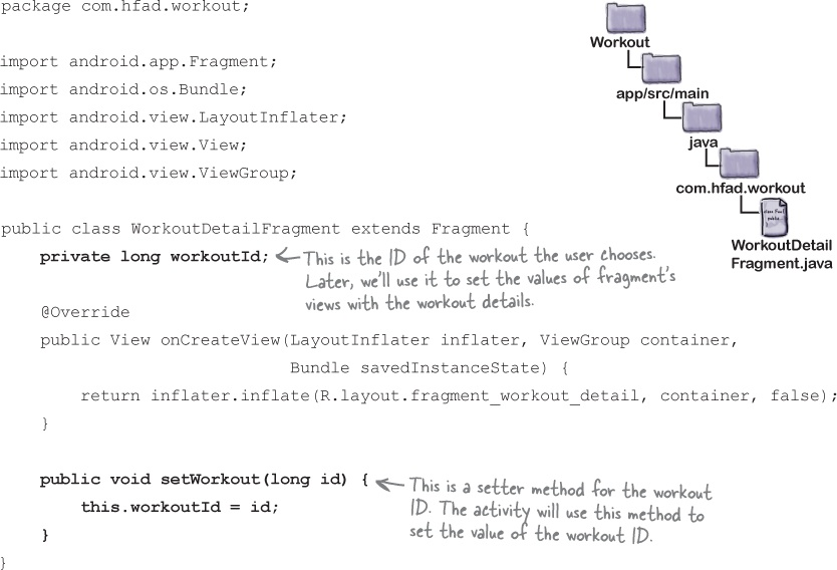 package com.hfad.workout;
import android.app.Fragment;
import android.os.Bundle;
import android.view.LayoutInflater;
import android.view.View;
import android.view.ViewGroup;
public class WorkoutDetailFragment extends Fragment {
private long workoutId;
This is the ID of the workout the user chooses.
Later, we'll use it to set the values of fragment's
views with the workout details.
@Override
public View onCreateView(LayoutInflater inflater, ViewGroup container,
Bundle savedInstanceState) {
return inflater.inflate(R.layout.fragment_workout_detail, container, false);
}
public void setWorkout(long id) {
this.workoutId = id;
}
This is a setter method for the workout
ID. The activity will use this method to
set the value of the workout ID.
}
Workout
app/src/main
java
com.hfad.workout
WorkoutDetail
Fragment.java